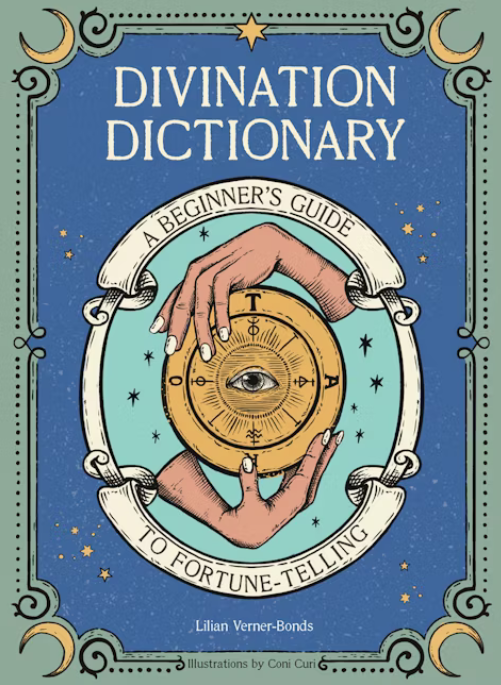 DIVINATION
DICTIONARY
A BEGINNER'S GUIDE
T
O
A
TO FORTUNE-TELLING
Lilian Verner-Bonds
Illustrations by Coni Curi